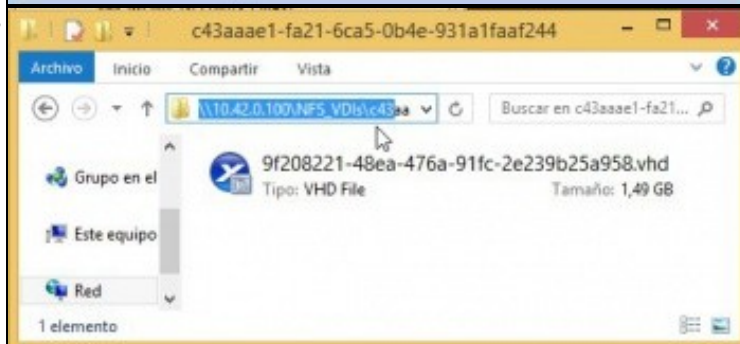 c43aaae1-fa21-6ca5-0b4e-931a1faaf244
Archivo Inicio Compartir Vista
\\10.42.0.100\NFS_VDIs\c43aa
Buscar en c43aaae1-fa21...
Grupo en el
Este equipo
Red
9f208221-48ea-476a-91fc-2e239b25a958.vhd
Tipo: VHD File Tamaño: 1,49 GB
1 elemento